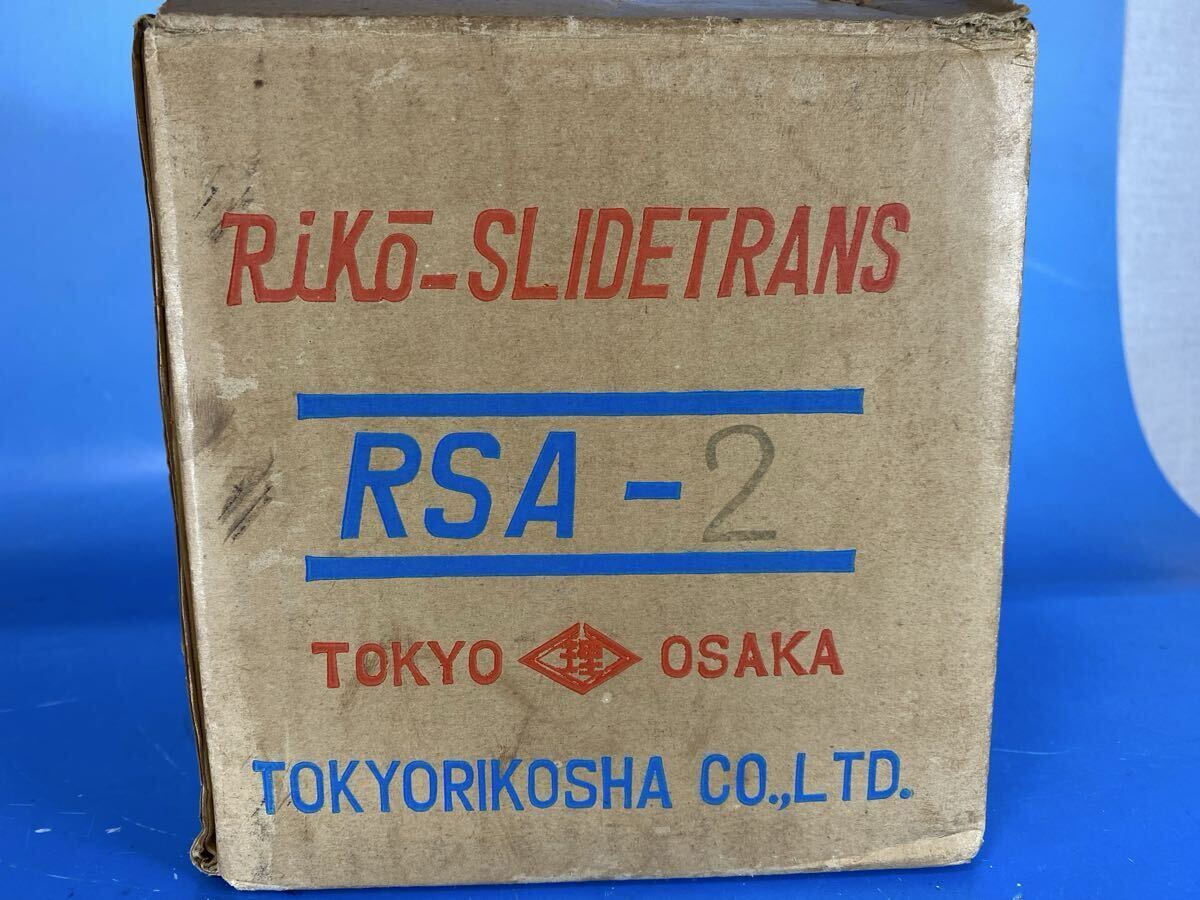 RiKō-SLIDETRANS
RSA-2
TOKYO 理 OSAKA
TOKYORIKOSHA CO.,LTD.